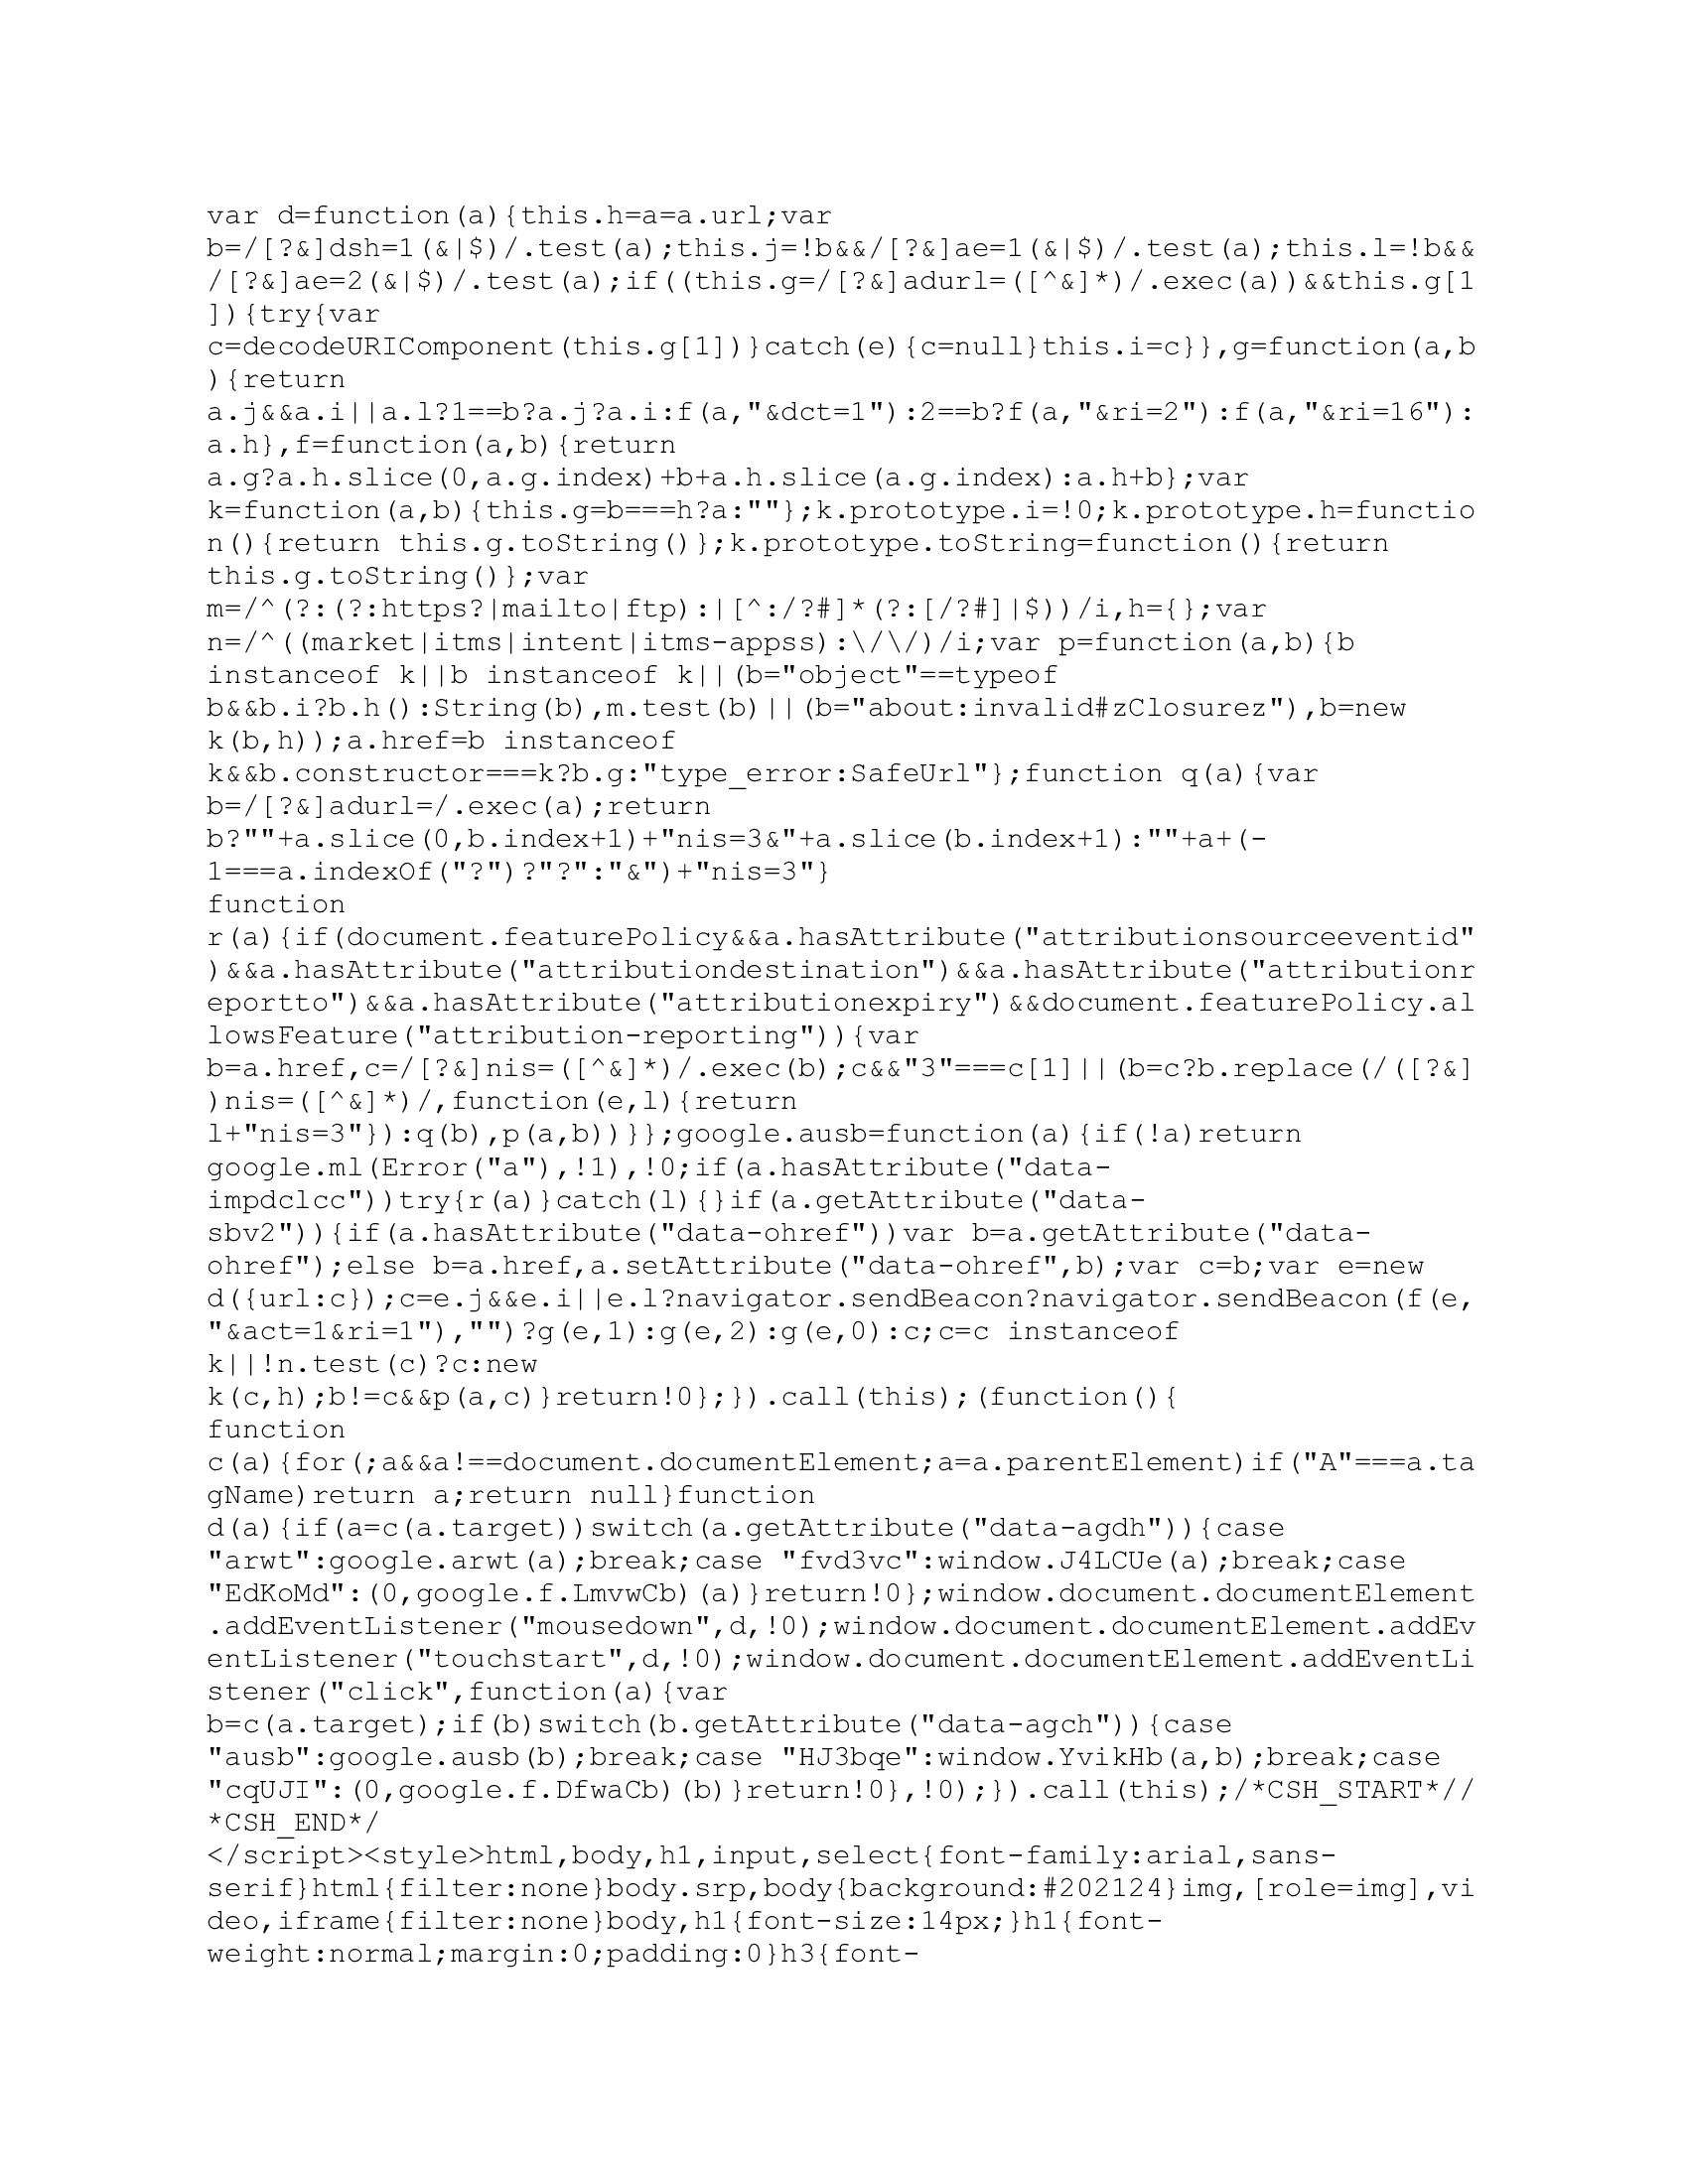 var d=function(a){this.h=a=a.url;var
b=/[?&]dsh=1(&|$)/.test(a);this.j=!b&&/[?&]ae=1(&|$)/.test(a);this.l=!b&&
/[?&]ae=2(&|$)/.test(a);if((this.g=/[?&]adurl=([^&]*)/.exec(a))&&this.g[1
]){try{var
c=decodeURIComponent(this.g[1])}catch(e){c=null}this.i=c}},g=function(a,b
){return
a.j&&a.i||a.l?1==b?a.j?a.i:f(a,"&dct=1"):2==b?f(a,"&ri=2"):f(a,"&ri=16"):
a.h},f=function(a,b){return
a.g?a.h.slice(0,a.g.index)+b+a.h.slice(a.g.index):a.h+b};var
k=function(a,b){this.g=b===h?a:""};k.prototype.i=!0;k.prototype.h=functio
n(){return this.g.toString()};k.prototype.toString=function(){return
this.g.toString()};var
m=/^(?:(?:https?|mailto|ftp):|[^:/?#]*(?:[/?#]|$))/i,h={};var
n=/^((market|itms|intent|itms-appss):\/\/)/i;var p=function(a,b){b
instanceof k||b instanceof k||(b="object"==typeof
b&&b.i?b.h():String(b),m.test(b)||(b="about:invalid#zClosurez"),b=new
k(b,h));a.href=b instanceof
k&&b.constructor===k?b.g:"type_error:SafeUrl"};function q(a){var
b=/[?&]adurl=/.exec(a);return
b?""+a.slice(0,b.index+1)+"nis=3&"+a.slice(b.index+1):""+a+(-
1===a.indexOf("?")?"?":"&")+"nis=3"}
function
r(a){if(document.featurePolicy&&a.hasAttribute("attributionsourceeventid"
)&&a.hasAttribute("attributiondestination")&&a.hasAttribute("attributionr
eportto")&&a.hasAttribute("attributionexpiry")&&document.featurePolicy.al
lowsFeature("attribution-reporting")){var
b=a.href,c=/[?&]nis=([^&]*)/.exec(b);c&&"3"===c[1]||(b=c?b.replace(/([?&]
)nis=([^&]*)/,function(e,l){return
l+"nis=3"}):q(b),p(a,b))}};google.ausb=function(a){if(!a)return
google.ml(Error("a"),!1),!0;if(a.hasAttribute("data-
impdclcc"))try{r(a)}catch(l){}if(a.getAttribute("data-
sbv2")){if(a.hasAttribute("data-ohref"))var b=a.getAttribute("data-
ohref");else b=a.href,a.setAttribute("data-ohref",b);var c=b;var e=new
d({url:c});c=e.j&&e.i||e.l?navigator.sendBeacon?navigator.sendBeacon(f(e,
"&act=1&ri=1"),"")?g(e,1):g(e,2):g(e,0):c;c=c instanceof
k||!n.test(c)?c:new
k(c,h);b!=c&&p(a,c)}return!0};}).call(this);(function(){
function
c(a){for(;a&&a!==document.documentElement;a=a.parentElement)if("A"===a.ta
gName)return a;return null}function
d(a){if(a=c(a.target))switch(a.getAttribute("data-agdh")){case
"arwt":google.arwt(a);break;case "fvd3vc":window.J4LCUe(a);break;case
"EdKoMd":(0,google.f.LmvwCb)(a)}return!0};window.document.documentElement
.addEventListener("mousedown",d,!0);window.document.documentElement.addEv
entListener("touchstart",d,!0);window.document.documentElement.addEventLi
stener("click",function(a){var
b=c(a.target);if(b)switch(b.getAttribute("data-agch")){case
"ausb":google.ausb(b);break;case "HJ3bqe":window.YvikHb(a,b);break;case
"cqUJI":(0,google.f.DfwaCb)(b)}return!0},!0);}).call(this);/*CSH_START*//
*CSH_END*/
</script><style>html,body,h1,input,select{font-family:arial,sans-
serif}html{filter:none}body.srp,body{background:#202124}img,[role=img],vi
deo,iframe{filter:none}body,h1{font-size:14px;}h1{font-
weight:normal;margin:0;padding:0}h3{font-